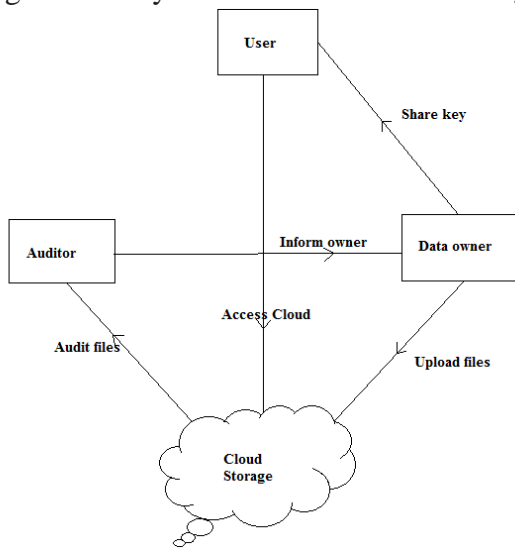 User
Share key
Auditor
Inform owner
Data owner
Access Cloud
Audit files
Upload files
Cloud
Storage